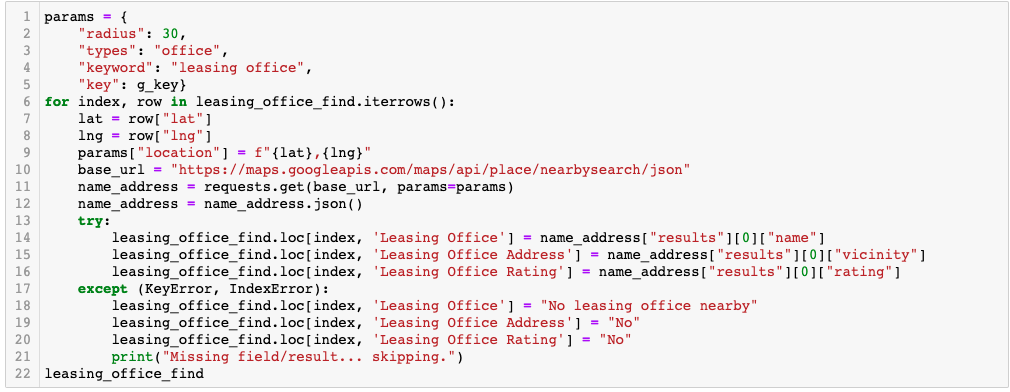 1 params = {
2     "radius": 30,
3     "types": "office",
4     "keyword": "leasing office",
5     "key": g_key}
6 for index, row in leasing_office_find.iterrows():
7     lat = row["lat"]
8     lng = row["lng"]
9     params["location"] = f"{lat},{lng}"
10     base_url = "https://maps.googleapis.com/maps/api/place/nearbysearch/json"
11     name_address = requests.get(base_url, params=params)
12     name_address = name_address.json()
13     try:
14         leasing_office_find.loc[index, 'Leasing Office'] = name_address["results"][0]["name"]
15         leasing_office_find.loc[index, 'Leasing Office Address'] = name_address["results"][0]["vicinity"]
16         leasing_office_find.loc[index, 'Leasing Office Rating'] = name_address["results"][0]["rating"]
17     except (KeyError, IndexError):
18         leasing_office_find.loc[index, 'Leasing Office'] = "No leasing office nearby"
19         leasing_office_find.loc[index, 'Leasing Office Address'] = "No"
20         leasing_office_find.loc[index, 'Leasing Office Rating'] = "No"
21         print("Missing field/result... skipping.")
22 leasing_office_find